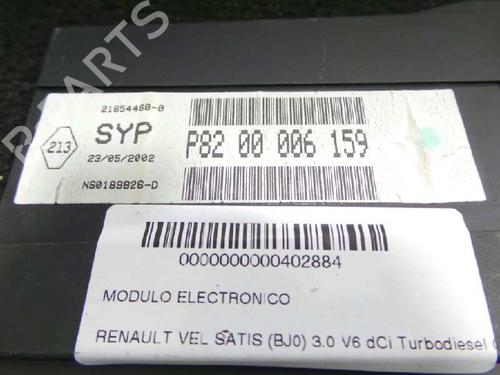 21654468-8
213
SYP
P82 00 006 159
23/05/2002
NS0189826-D
0000000000402884
MODULO ELECTRONICO
RENAULT VEL SATIS (BJ0) 3.0 V6 dCi Turbodiesel
PARTS